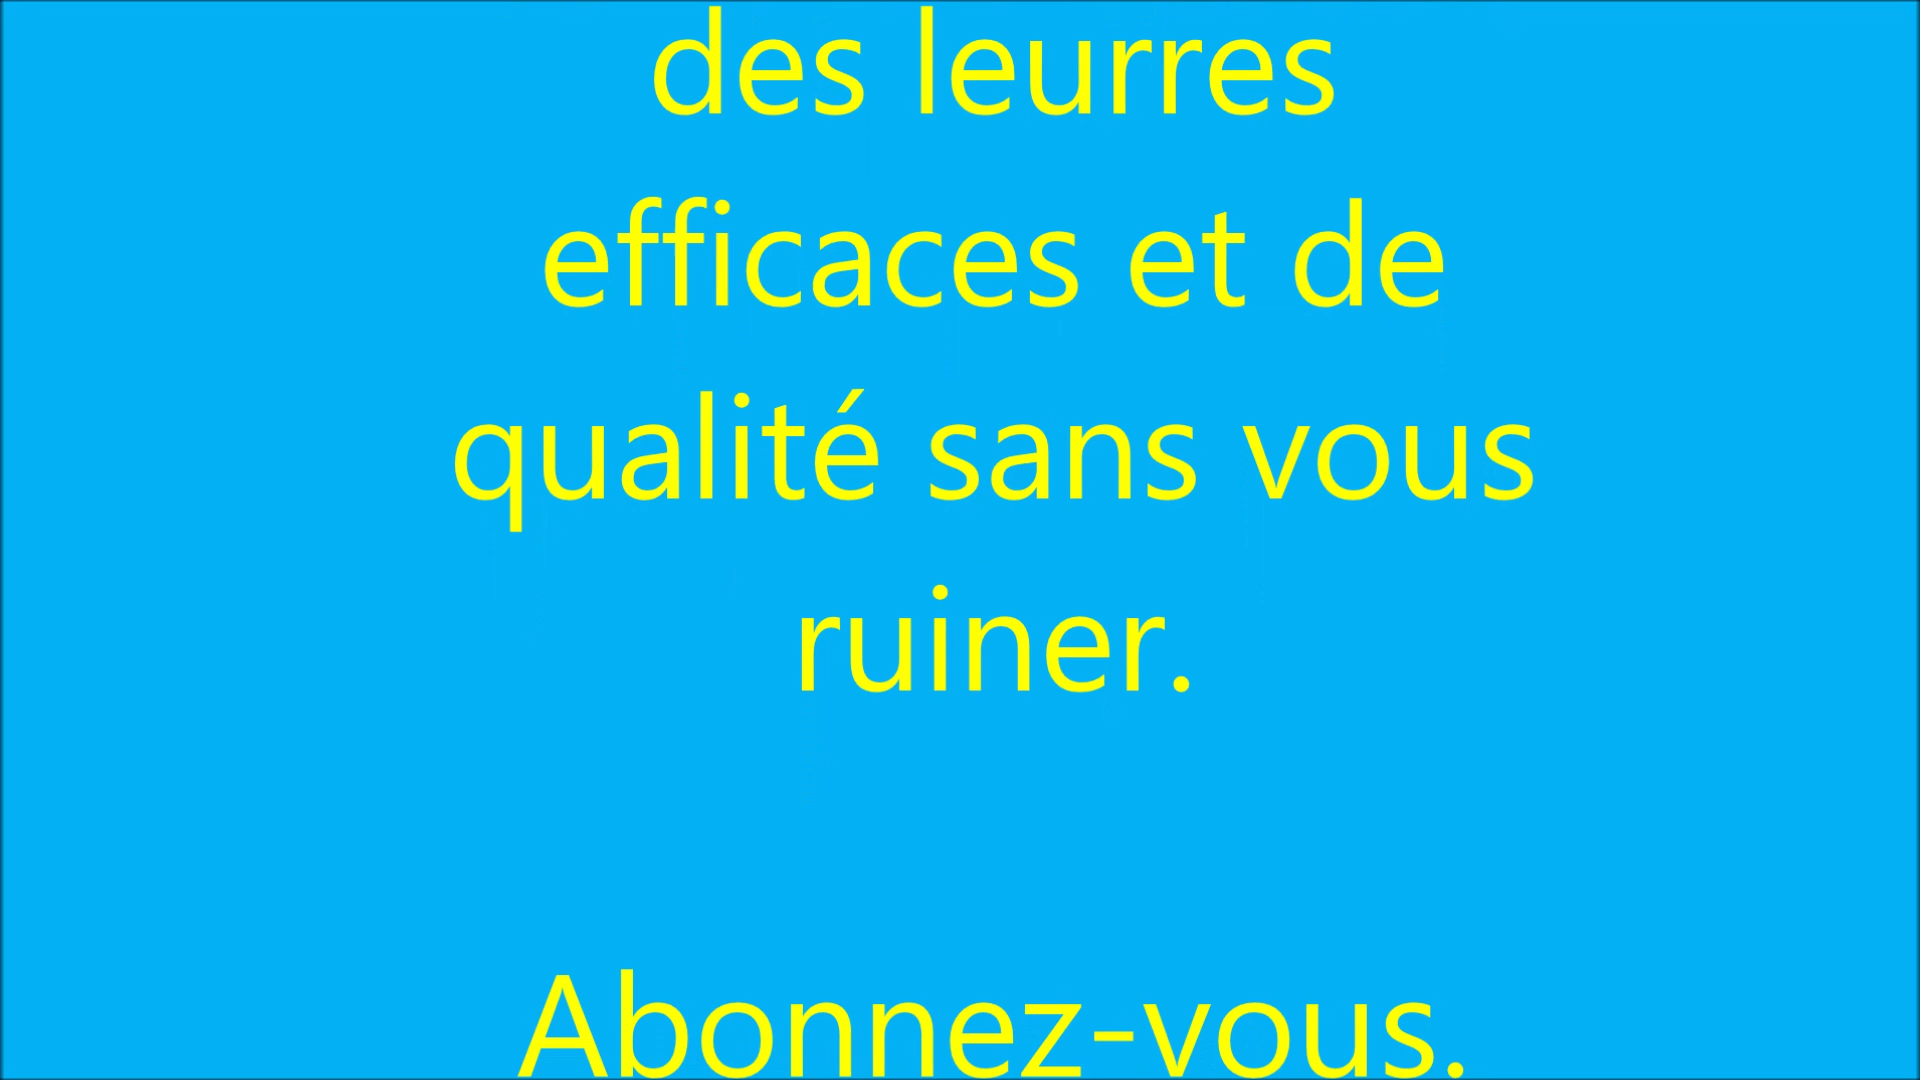 des leurres
efficaces et de
qualité sans vous
ruiner.
Abonnez-vous.